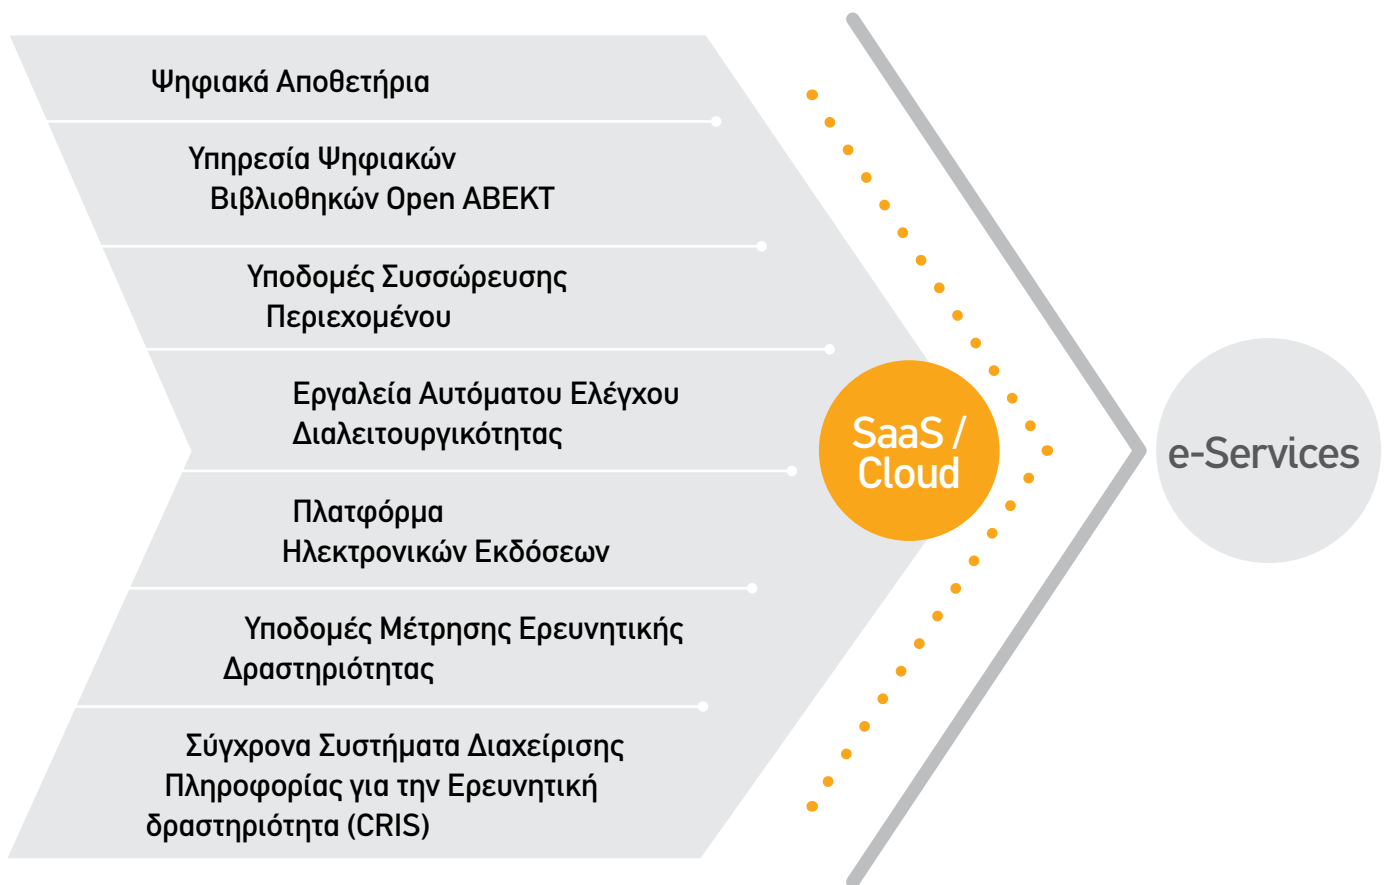 Ψηφιακά Αποθετήρια
Υπηρεσία Ψηφιακών
Βιβλιοθηκών Open ABEKT
Υποδομές Συσσώρευσης
Περιεχομένου
Εργαλεία Αυτόματου Ελέγχου
Διαλειτουργικότητας
Πλατφόρμα
Ηλεκτρονικών Εκδόσεων
Υποδομές Μέτρησης Ερευνητικής
Δραστηριότητας
Σύγχρονα Συστήματα Διαχείρισης
Πληροφορίας για την Ερευνητική
δραστηριότητα (CRIS)
SaaS /
Cloud
e-Services